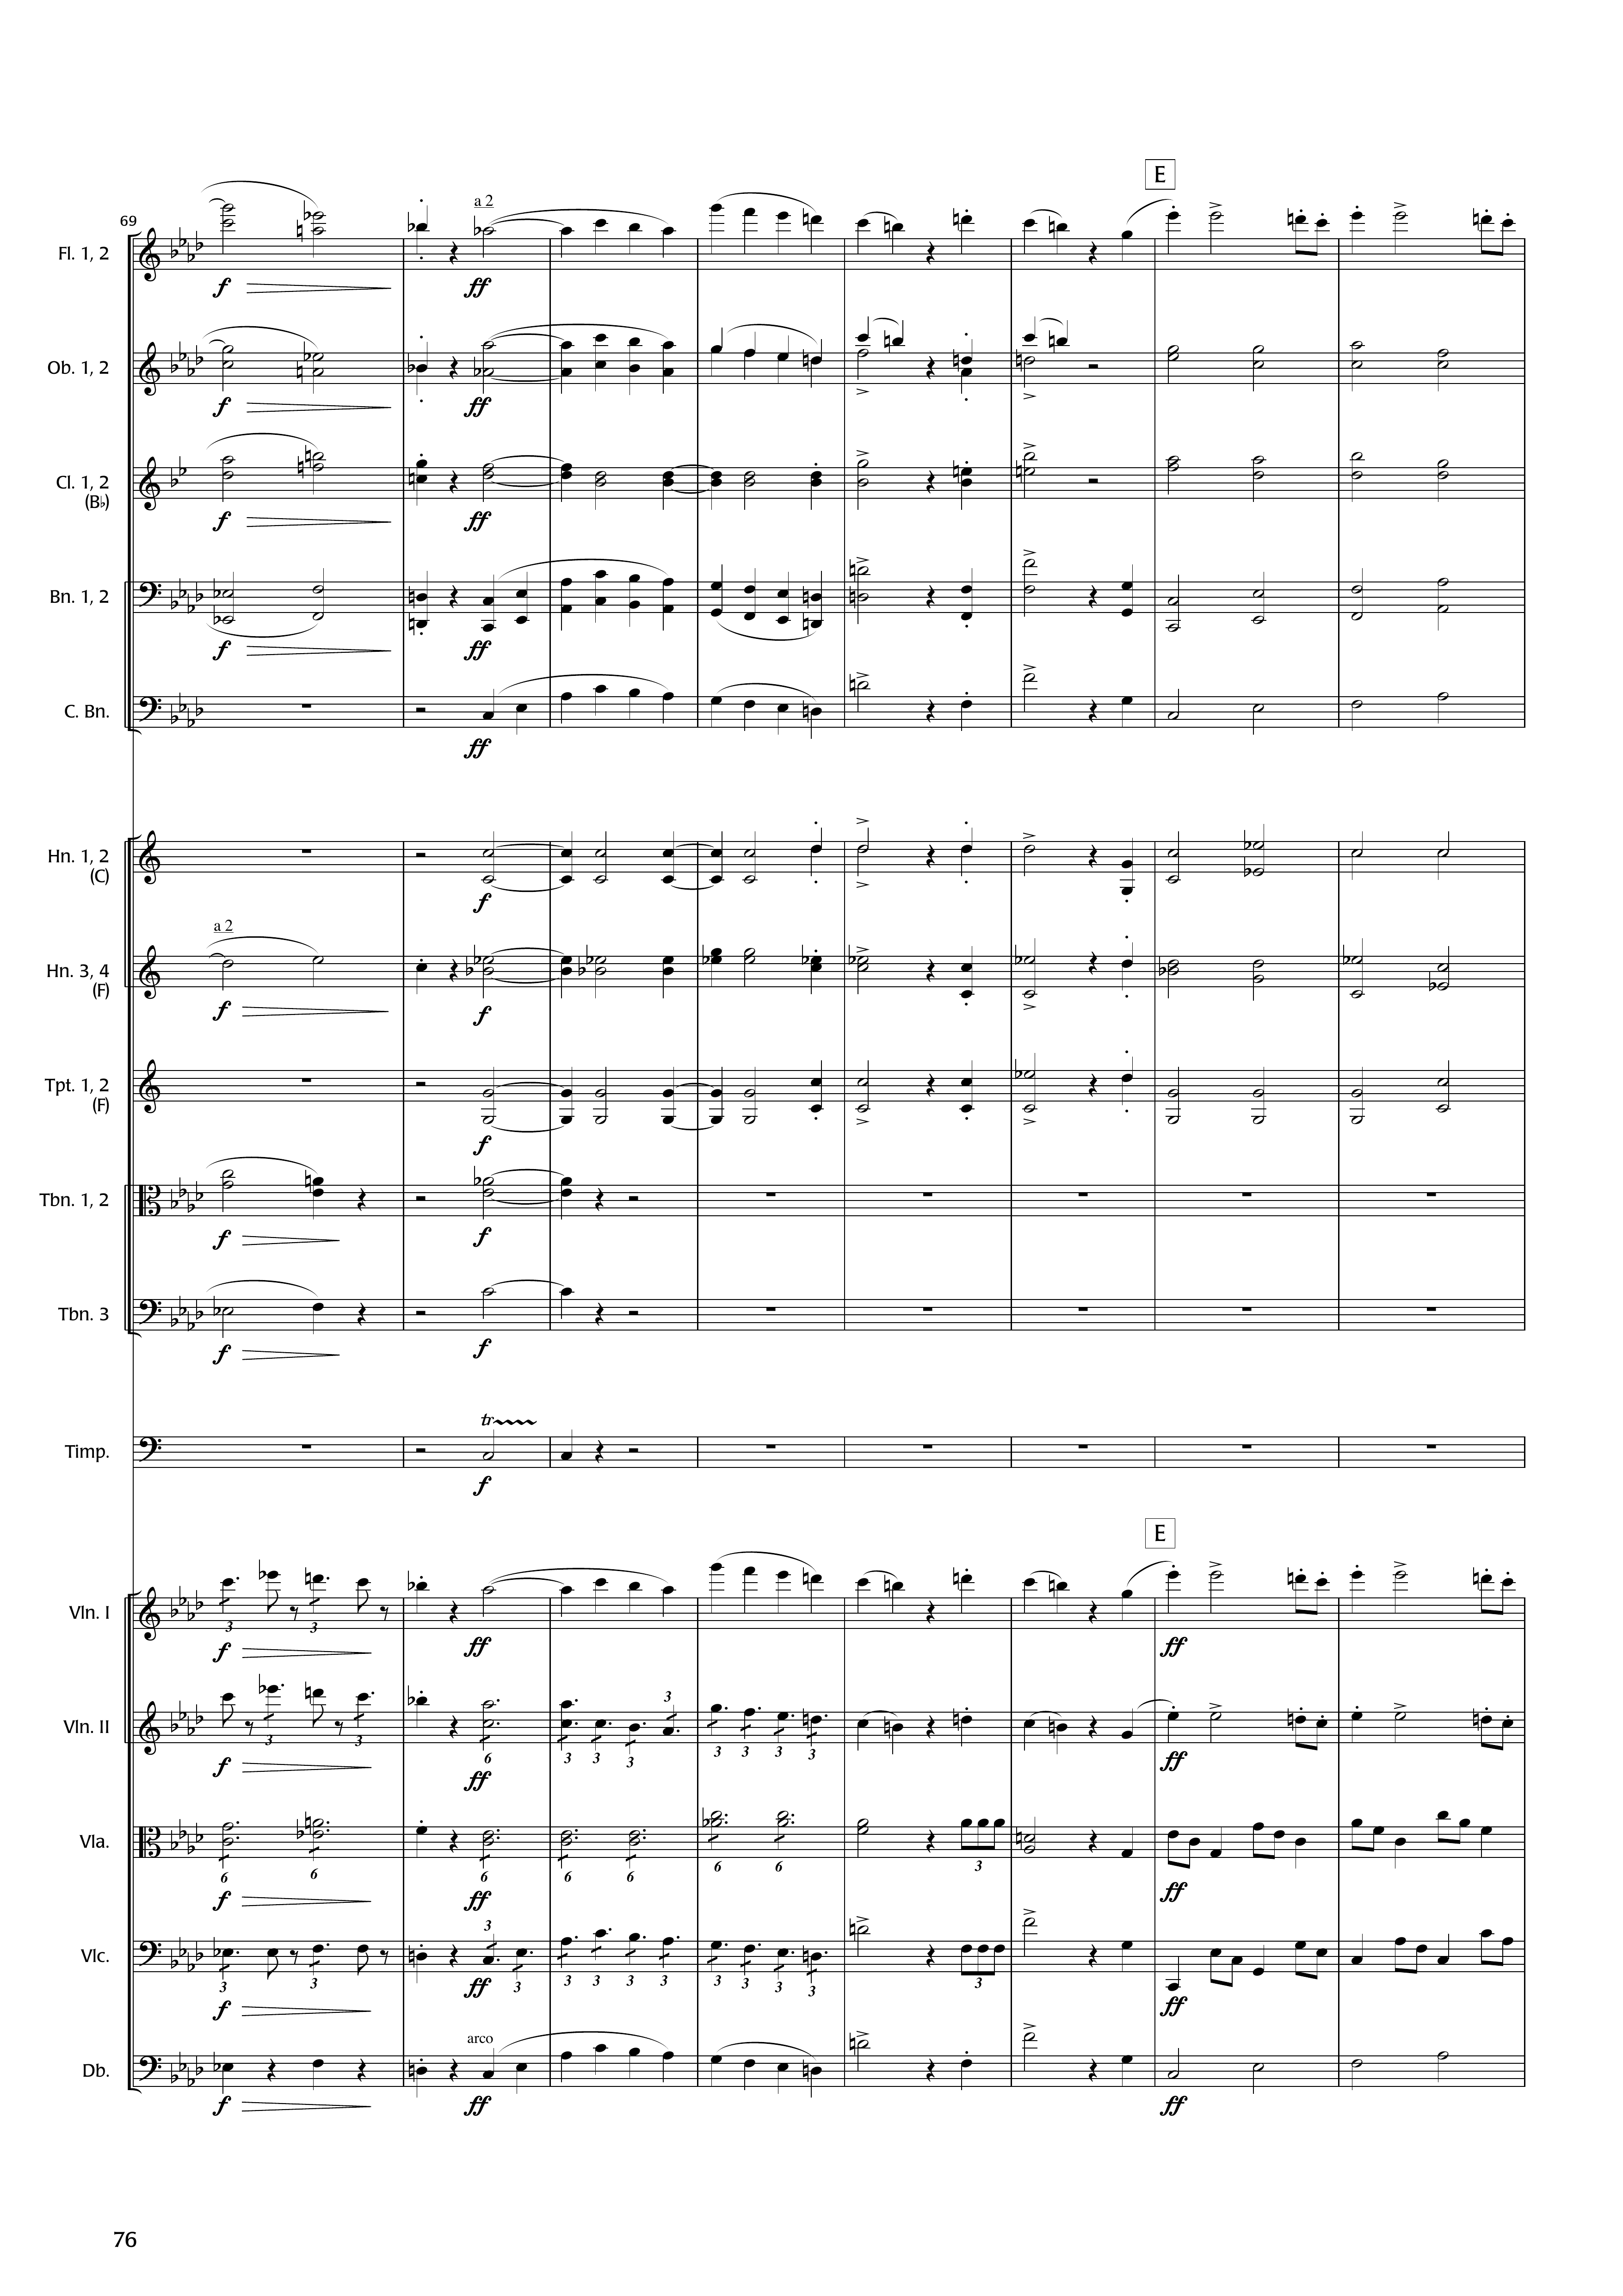 E
69
a 2
Fl. 1, 2
f
ff
Ob. 1, 2
f
ff
Cl. 1, 2
(B♭)
f
ff
Bn. 1, 2
f
ff
C. Bn.
ff
Hn. 1, 2
(C)
f
a 2
Hn. 3, 4
(F)
f
f
Tpt. 1, 2
(F)
f
Tbn. 1, 2
f
f
Tbn. 3
f
f
tr
Timp.
f
E
Vln. I
3 3
f
ff
ff
3
Vln. II
3 3 6 3 3 3 3 3 3 3
f
ff
ff
Vla.
6 6 6 6 6 6 6 3
f
ff
ff
3
Vlc.
3 3 3 3 3 3 3 3 3 3 3 3
f
ff
ff
arco
Db.
f
ff
ff
76